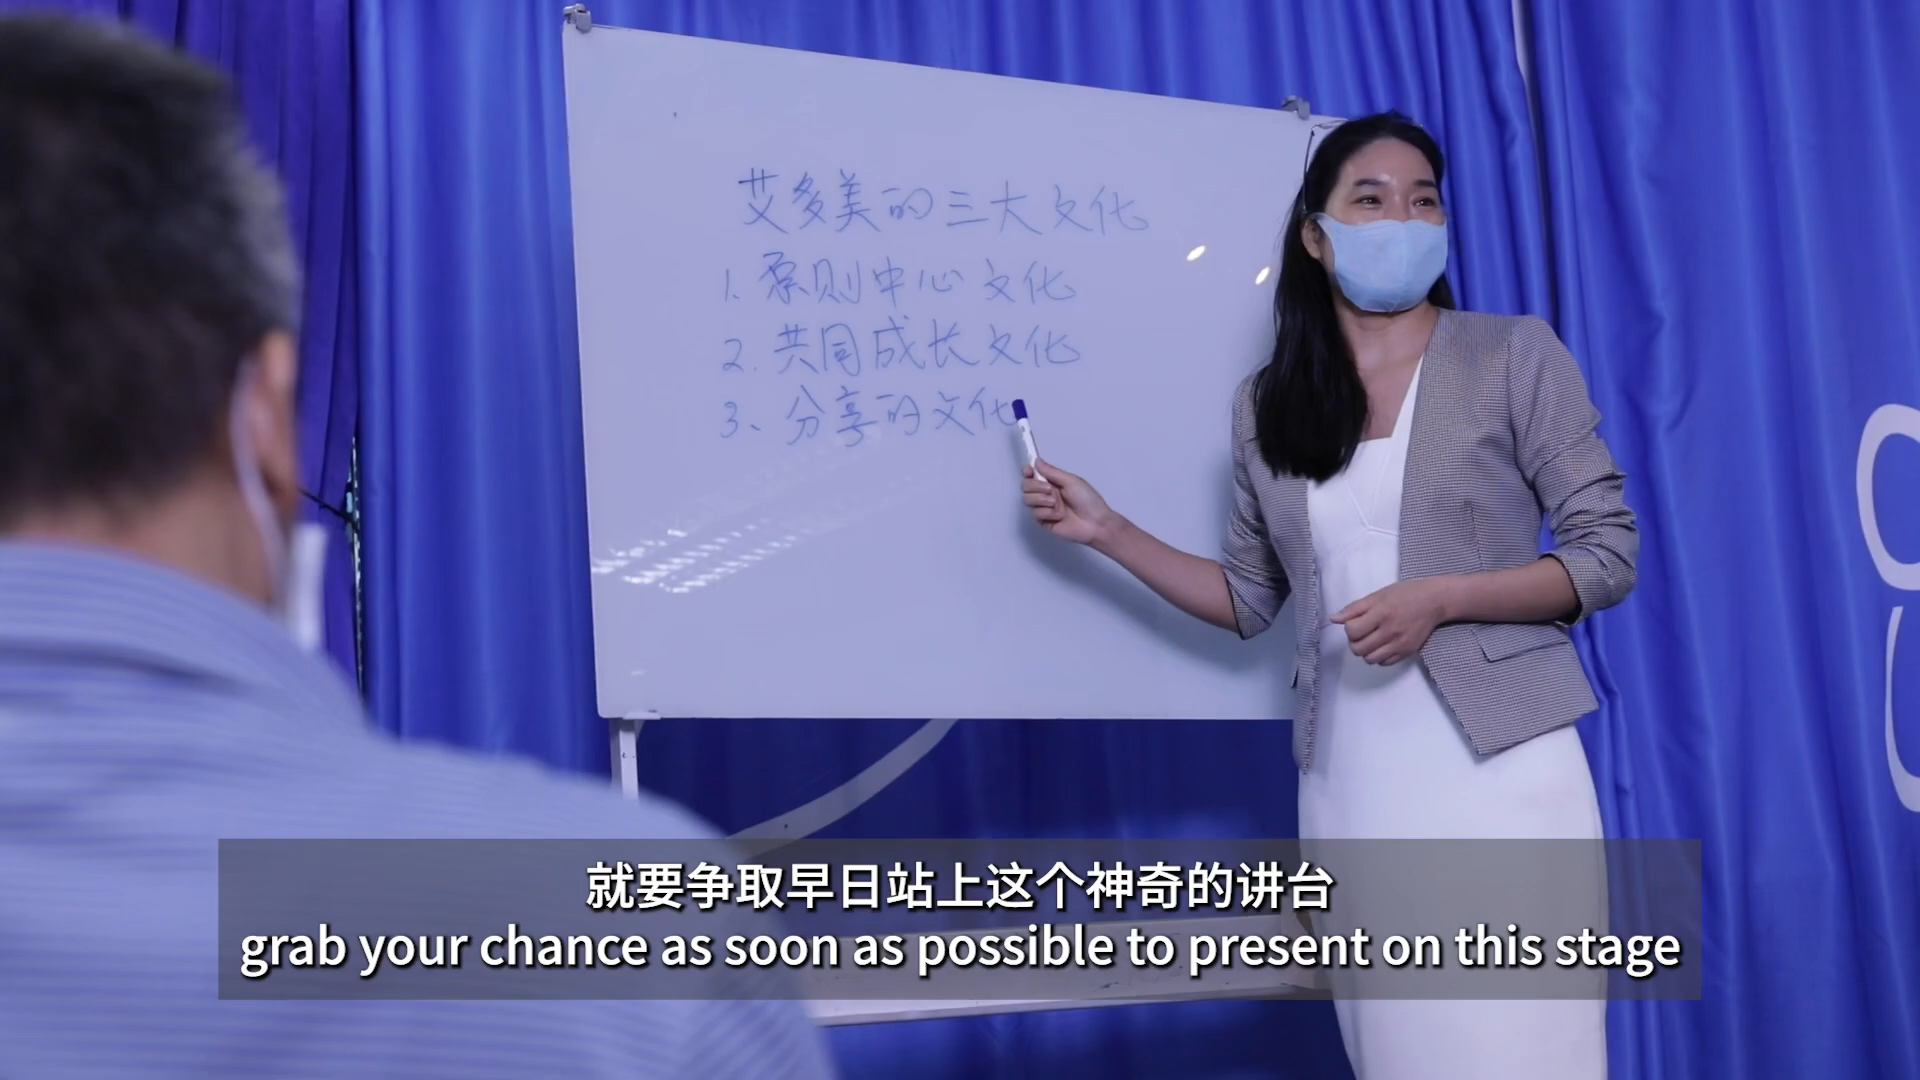 艾多美的三大文化
1. 原则中心文化
2. 共同成长文化
3、分享的文化
就要争取早日站上这个神奇的讲台
grab your chance as soon as possible to present on this stage